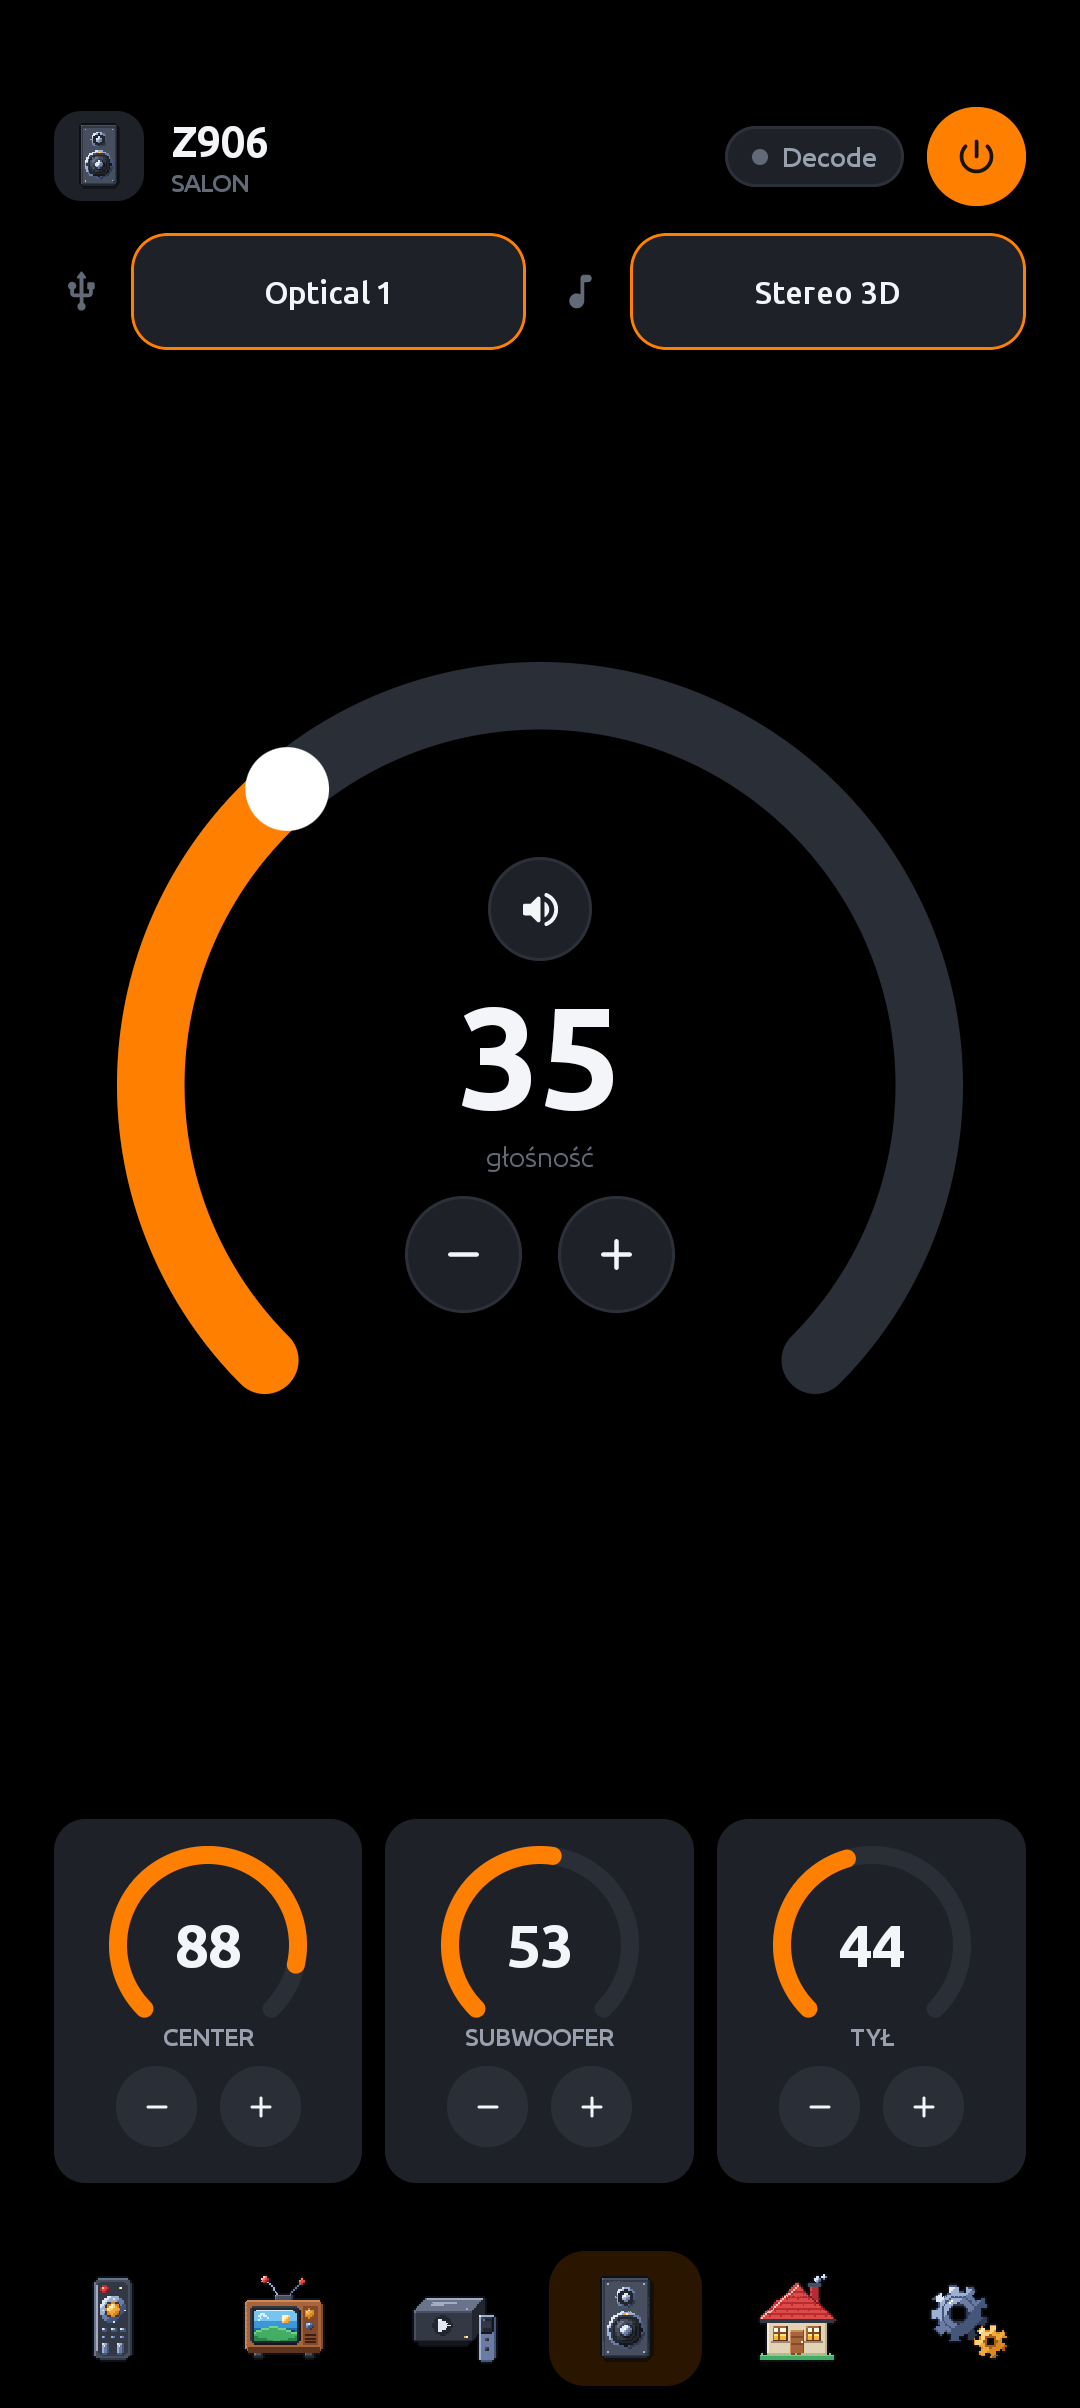 Z906
SALON
Decode
Optical 1
Stereo 3D
35
głośność
88
53
44
CENTER
SUBWOOFER
TYŁ